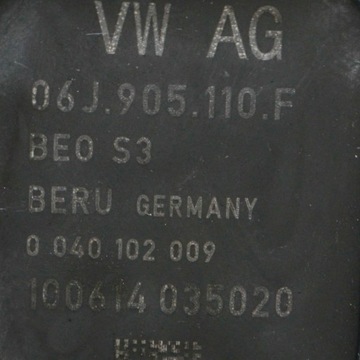 VW AG
06J.905.110.F
BEO S3
BERU GERMANY
0 040 102 009
100614 035020